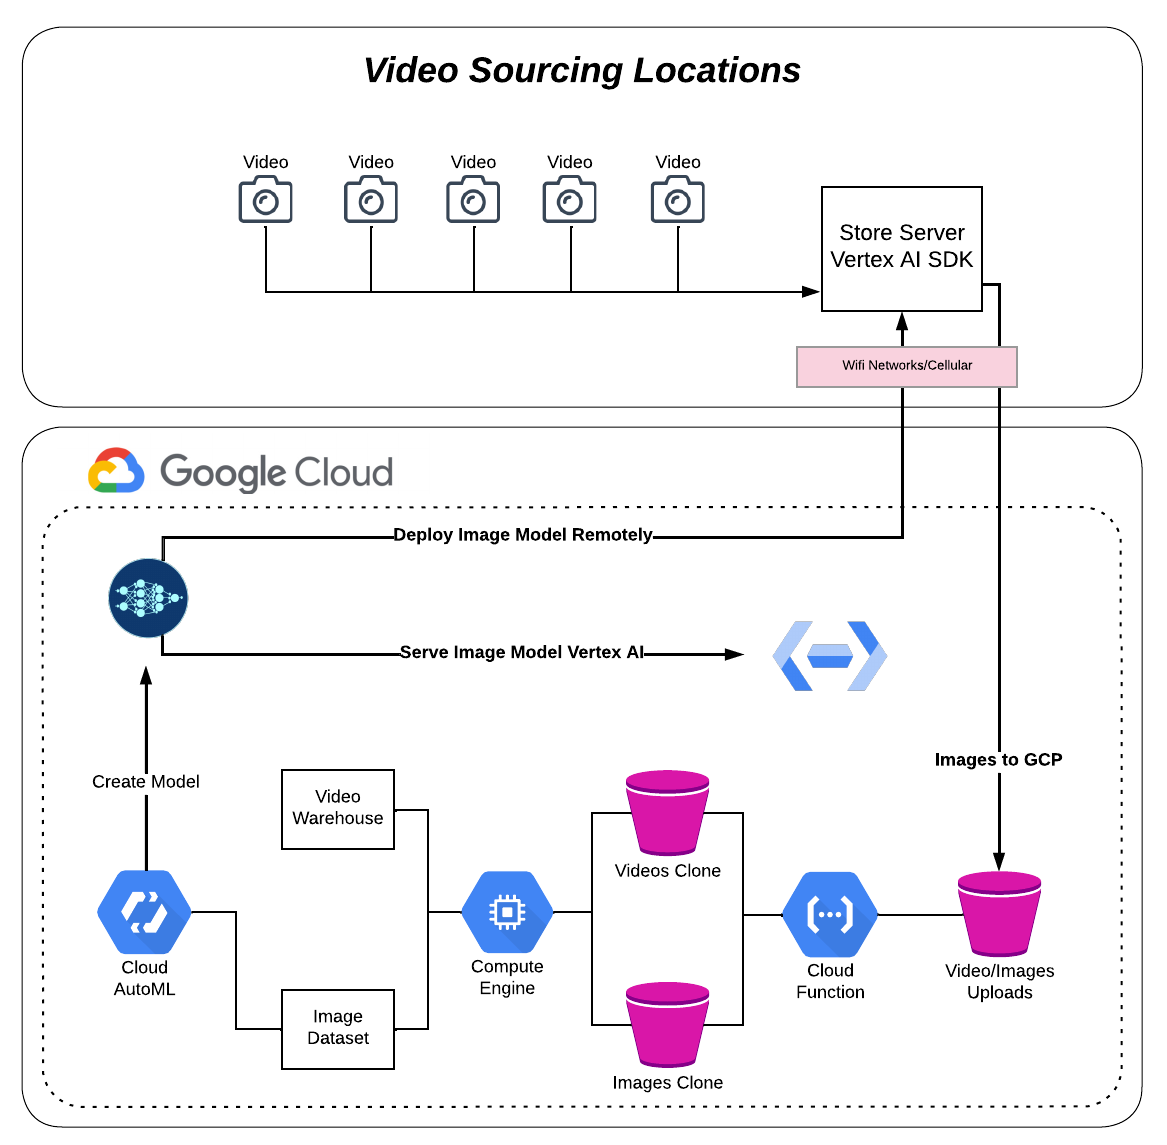 Video Sourcing Locations
Video
Video
Video
Video
Video
Store Server
Vertex AI SDK
Wifi Networks/Cellular
Google Cloud
Deploy Image Model Remotely
Serve Image Model Vertex AI
Images to GCP
Create Model
Video
Warehouse
Videos Clone
Cloud
AutoML
Compute
Engine
Cloud
Function
Video/Images
Uploads
Image
Dataset
Images Clone